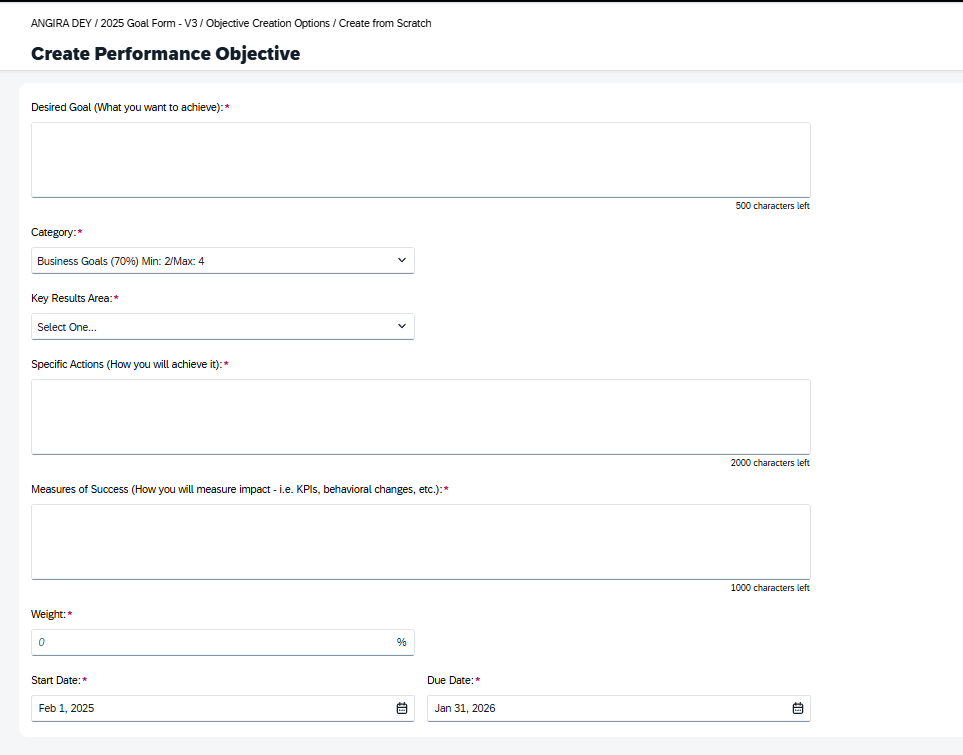 ANGIRA DEY / 2025 Goal Form - V3 / Objective Creation Options / Create from Scratch
Create Performance Objective
Desired Goal (What you want to achieve):*
500 characters left
Category:*
Business Goals (70%) Min: 2/Max: 4
Key Results Area:*
Select One...
Specific Actions (How you will achieve it):*
2000 characters left
Measures of Success (How you will measure impact - i.e. KPIs, behavioral changes, etc.):*
1000 characters left
Weight:*
0 %
Start Date:* Due Date:*
Feb 1, 2025 Jan 31, 2026